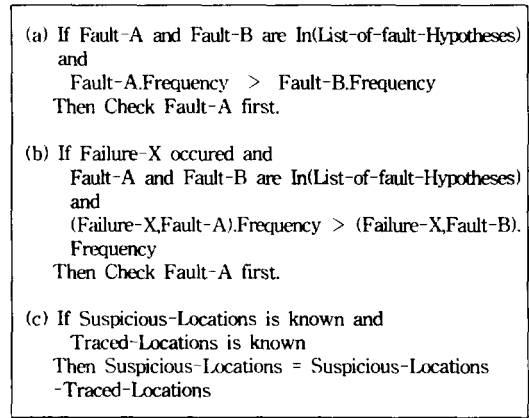 (a) If Fault-A and Fault-B are In(List-of-fault-Hypotheses)
and
Fault-A.Frequency > Fault-B.Frequency
Then Check Fault-A first.
(b) If Failure-X occured and
Fault-A and Fault-B are In(List-of-fault-Hypotheses)
and
(Failure-X,Fault-A).Frequency > (Failure-X,Fault-B).
Frequency
Then Check Fault-A first.
(c) If Suspicious-Locations is known and
Traced-Locations is known
Then Suspicious-Locations = Suspicious-Locations
-Traced-Locations